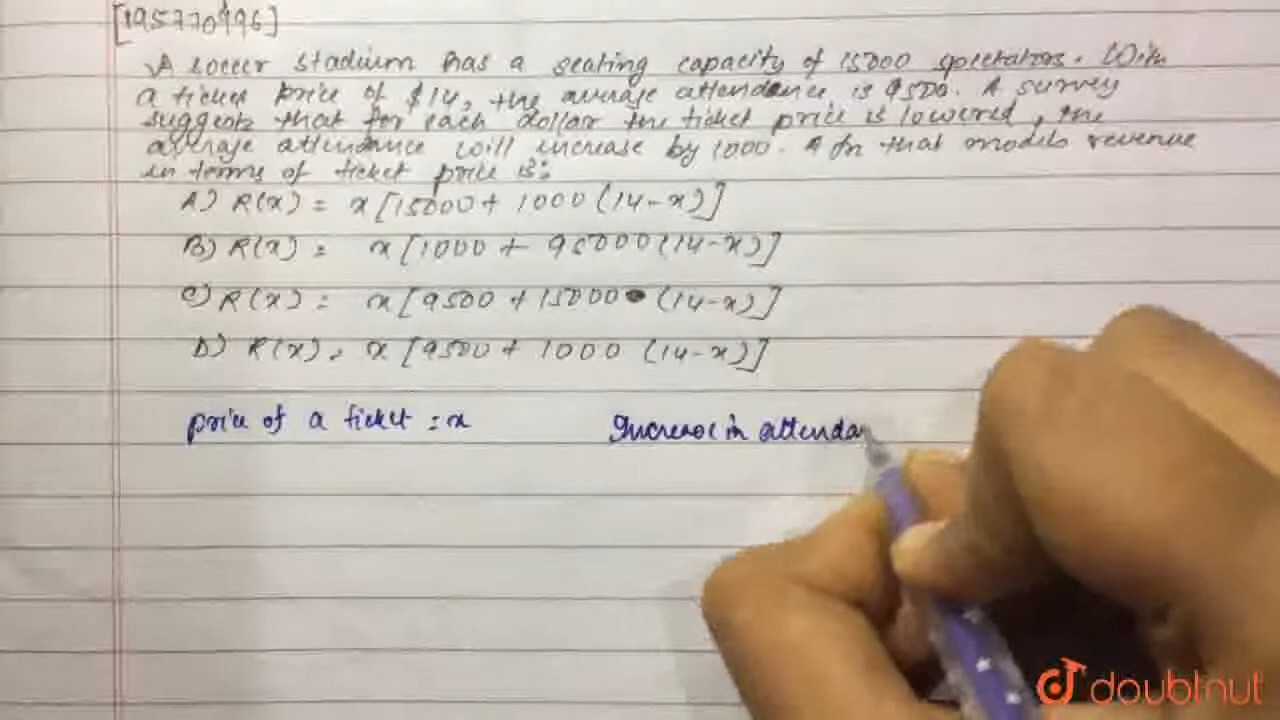 [195770996]
A soccer stadium has a seating capacity of 15000 spectators. With
a ticket price of $14, the average attendance is 9500. A survey
suggests that for each dollar the ticket price is lowered, the
average attendance will increase by 1000. A fn that models revenue
in terms of ticket price is:
A) R(x) = x[15000 + 1000(14-x)]
B) R(x) = x[1000 + 95000(14-x)]
C) R(x) = x[9500 + 15000 (14-x)]
D) R(x) = x[9500 + 1000 (14-x)]
price of a ticket = x Increase in attenda
doubtnut